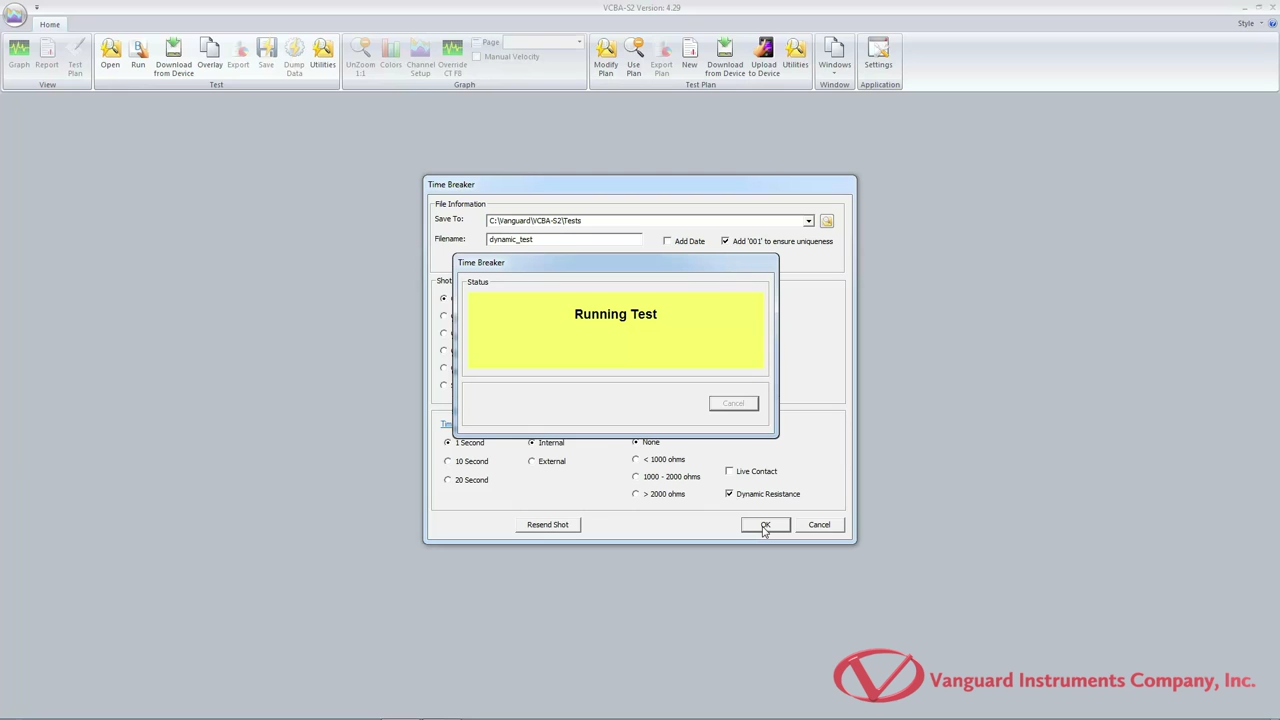 VCBA-S2 Version: 4.29
Home
Style
Graph
Report
Test Plan
Open
Run
Download from Device
Overlay
Export
Save
Dump Data
Utilities
UnZoom 1:1
Colors
Channel Setup
Override CT FB
Page
Manual Velocity
Modify Plan
Use Plan
Export Plan
New
Download from Device
Upload to Device
Utilities
Windows
Settings
View
Test
Graph
Test Plan
Window
Application
Time Breaker
File Information
Save To:
C:\Vanguard\VCBA-S2\Tests
Filename:
dynamic_test
Add Date
Add '001' to ensure uniqueness
Time Breaker
Shot
Status
Running Test
Cancel
1 Second
Internal
None
< 1000 ohms
10 Second
External
Live Contact
1000 - 2000 ohms
20 Second
> 2000 ohms
Dynamic Resistance
Resend Shot
OK
Cancel
Vanguard Instruments Company, Inc.